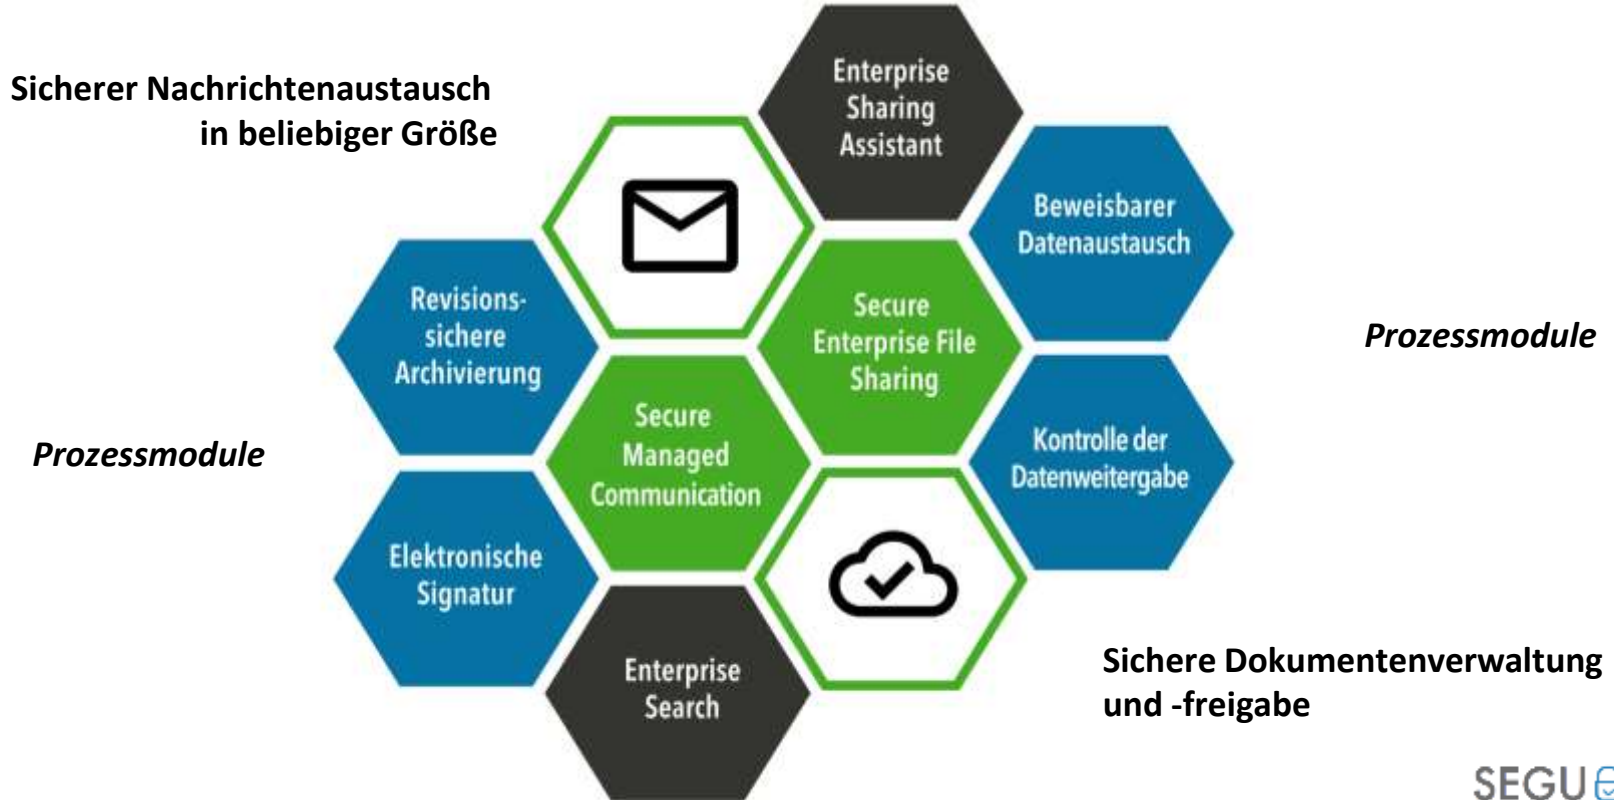 Sicherer Nachrichtenaustausch
in beliebiger Größe
Enterprise
Sharing
Assistant
Beweisbarer
Datenaustausch
Revisions-
sichere
Archivierung
Secure
Enterprise File
Sharing
Prozessmodule
Secure
Managed
Communication
Kontrolle der
Datenweitergabe
Prozessmodule
Elektronische
Signatur
Enterprise
Search
Sichere Dokumentenverwaltung
und -freigabe
SEGU